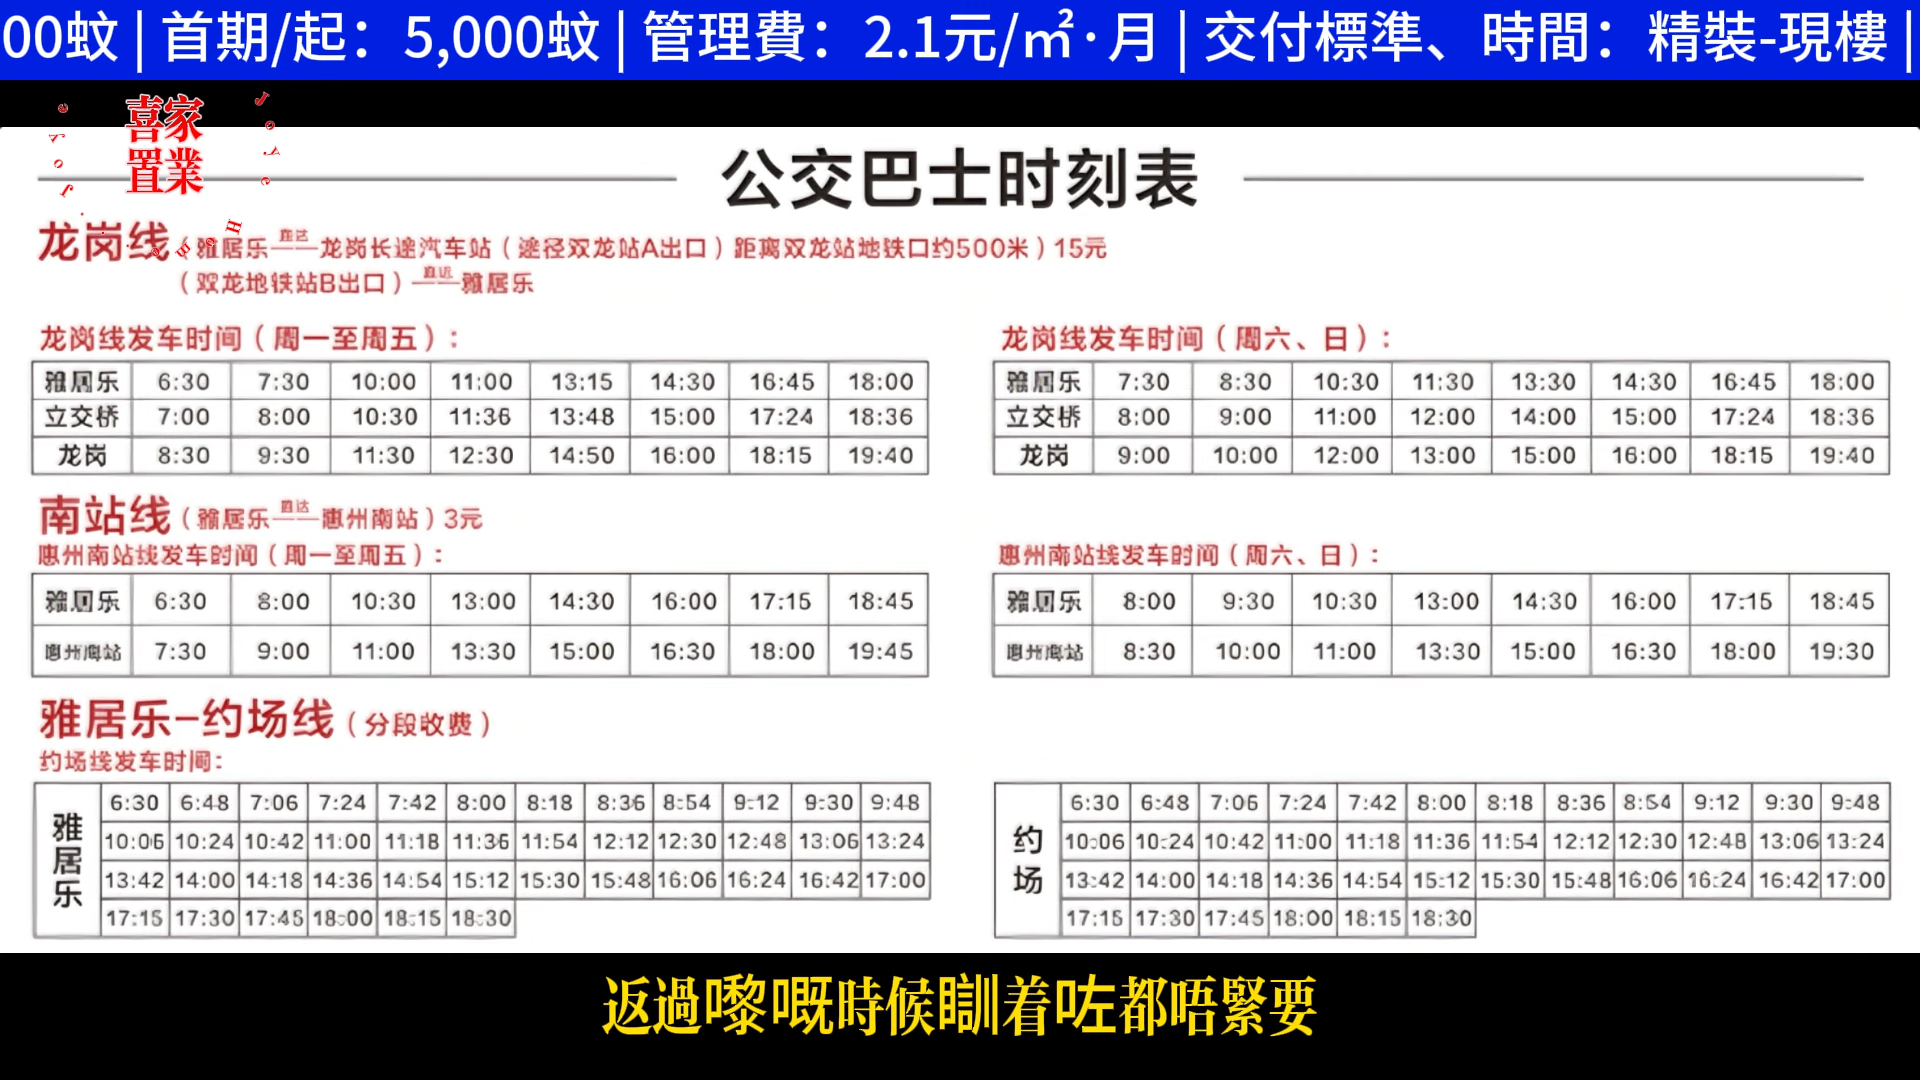 00蚊 | 首期/起：5,000蚊 | 管理費：2.1元/㎡·月 | 交付標準、時間：精裝-現樓 |
喜家
置業
公交巴士时刻表
龙岗线（雅居乐直达龙岗长途汽车站（途径双龙站A出口）距离双龙站地铁口约500米）15元
（双龙地铁站B出口）直达雅居乐
龙岗线发车时间（周一至周五）：
雅居乐 6:30 7:30 10:00 11:00 13:15 14:30 16:45 18:00
立交桥 7:00 8:00 10:30 11:36 13:48 15:00 17:24 18:36
龙岗 8:30 9:30 11:30 12:30 14:50 16:00 18:15 19:40
龙岗线发车时间（周六、日）：
雅居乐 7:30 8:30 10:30 11:30 13:30 14:30 16:45 18:00
立交桥 8:00 9:00 11:00 12:00 14:00 15:00 17:24 18:36
龙岗 9:00 10:00 12:00 13:00 15:00 16:00 18:15 19:40
南站线（雅居乐直达惠州南站）3元
惠州南站线发车时间（周一至周五）：
雅居乐 6:30 8:00 10:30 13:00 14:30 16:00 17:15 18:45
惠州南站 7:30 9:00 11:00 13:30 15:00 16:30 18:00 19:45
惠州南站线发车时间（周六、日）：
雅居乐 8:00 9:30 10:30 13:00 14:30 16:00 17:15 18:45
惠州南站 8:30 10:00 11:00 13:30 15:00 16:30 18:00 19:30
雅居乐-约场线（分段收费）
约场线发车时间：
雅居乐
6:30 6:48 7:06 7:24 7:42 8:00 8:18 8:36 8:54 9:12 9:30 9:48
10:06 10:24 10:42 11:00 11:18 11:36 11:54 12:12 12:30 12:48 13:06 13:24
13:42 14:00 14:18 14:36 14:54 15:12 15:30 15:48 16:06 16:24 16:42 17:00
17:15 17:30 17:45 18:00 18:15 18:30
约场
6:30 6:48 7:06 7:24 7:42 8:00 8:18 8:36 8:54 9:12 9:30 9:48
10:06 10:24 10:42 11:00 11:18 11:36 11:54 12:12 12:30 12:48 13:06 13:24
13:42 14:00 14:18 14:36 14:54 15:12 15:30 15:48 16:06 16:24 16:42 17:00
17:15 17:30 17:45 18:00 18:15 18:30
返過嚟嘅時候瞓着咗都唔緊要